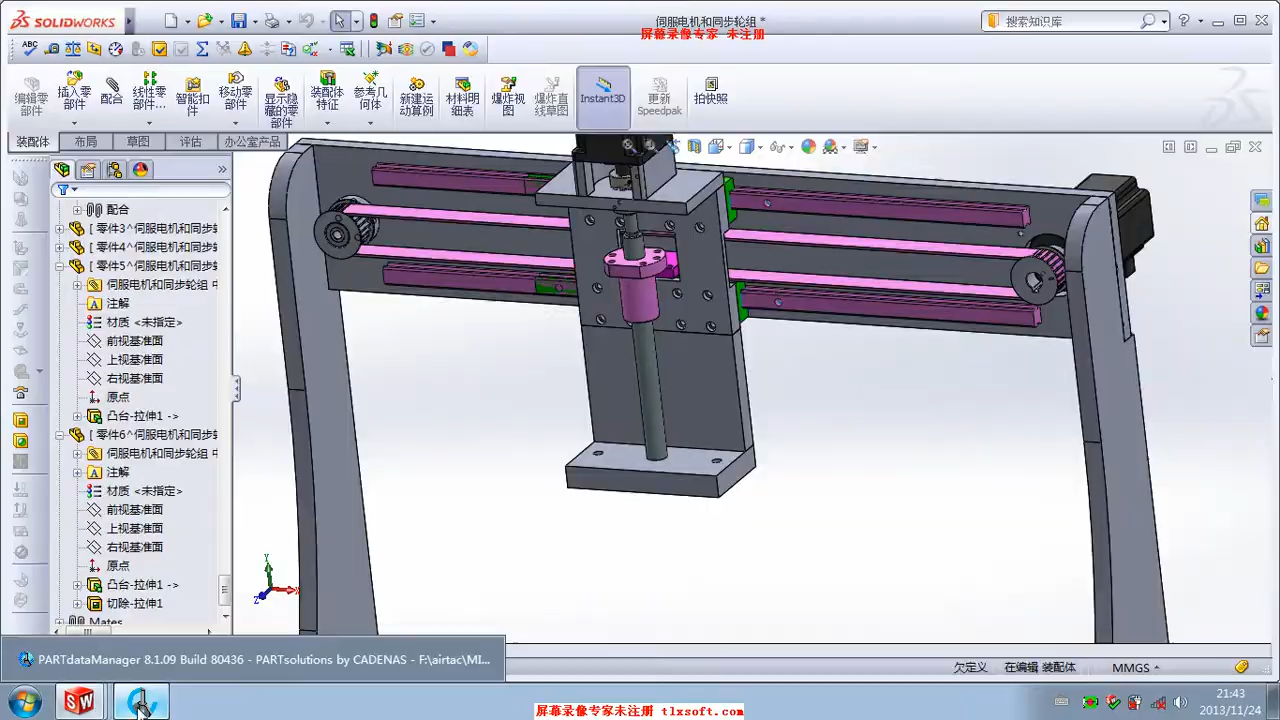 SOLIDWORKS
伺服电机和同步轮组 *
搜索知识库
屏幕录像专家 未注册
ABC
编辑零部件
插入零部件
配合
线性零部件...
智能扣件
移动零部件
显示隐藏的零部件
装配体特征
参考几何体
新建运动算例
材料明细表
爆炸视图
爆炸直线草图
Instant3D
更新 Speedpak
拍快照
装配体
布局
草图
评估
办公室产品
配合
[ 零件3^伺服电机和同步轮
[ 零件4^伺服电机和同步轮
[ 零件5^伺服电机和同步轮
伺服电机和同步轮组 中
注解
材质 <未指定>
前视基准面
上视基准面
右视基准面
原点
凸台-拉伸1 ->
[ 零件6^伺服电机和同步轮
伺服电机和同步轮组 中
注解
材质 <未指定>
前视基准面
上视基准面
右视基准面
原点
凸台-拉伸1 ->
切除-拉伸1
Mates
PARTdataManager 8.1.09 Build 80436 - PARTsolutions by CADENAS - F:\airtac\MI...
欠定义
在编辑 装配体
MMGS
21:43
2013/11/24
屏幕录像专家未注册 tlxsoft.com